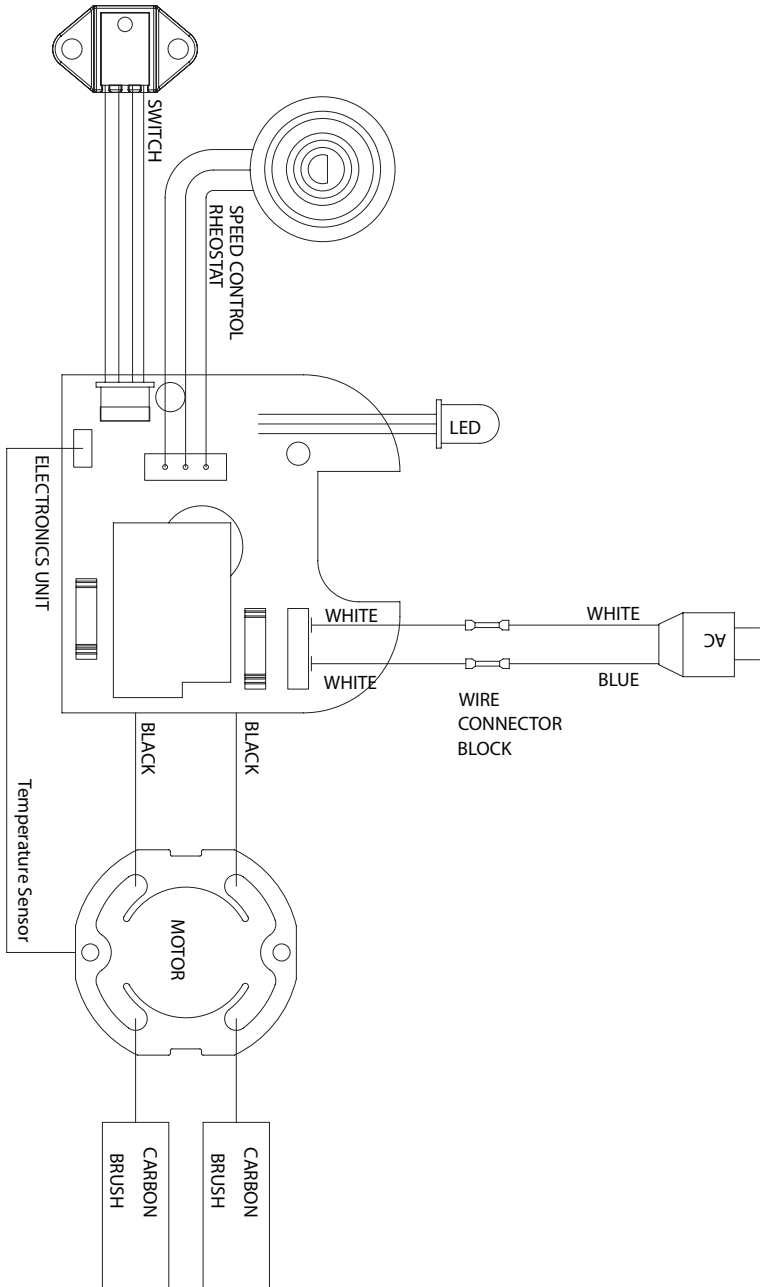 SWITCH
SPEED CONTROL
RHEOSTAT
LED
ELECTRONICS UNIT
WHITE
WHITE
AC
WHITE
BLUE
WIRE
CONNECTOR
BLOCK
BLACK
BLACK
Temperature Sensor
MOTOR
CARBON
BRUSH
CARBON
BRUSH